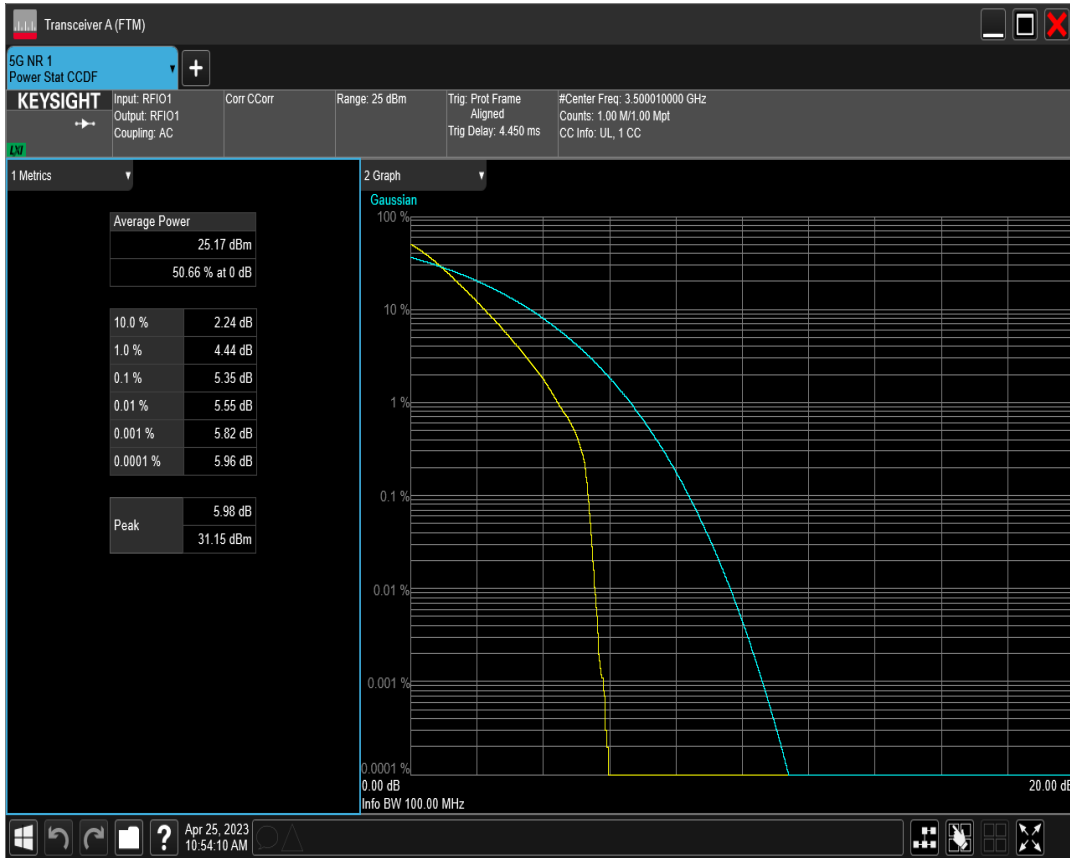 Transceiver A (FTM)
5G NR 1
Power Stat CCDF
+
KEYSIGHT
LXI
Input: RFIO1
Output: RFIO1
Coupling: AC
Corr CCorr
Range: 25 dBm
Trig: Prot Frame
Aligned
Trig Delay: 4.450 ms
#Center Freq: 3.500010000 GHz
Counts: 1.00 M/1.00 Mpt
CC Info: UL, 1 CC
1 Metrics
Average Power
25.17 dBm
50.66 % at 0 dB
10.0 % 2.24 dB
1.0 % 4.44 dB
0.1 % 5.35 dB
0.01 % 5.55 dB
0.001 % 5.82 dB
0.0001 % 5.96 dB
Peak 5.98 dB
31.15 dBm
2 Graph
Gaussian
100 %
10 %
1 %
0.1 %
0.01 %
0.001 %
0.0001 %
0.00 dB 20.00 dB
Info BW 100.00 MHz
?
Apr 25, 2023
10:54:10 AM